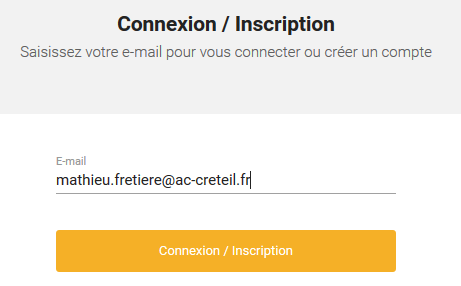 Connexion / Inscription
Saisissez votre e-mail pour vous connecter ou créer un compte
E-mail
mathieu.fretiere@ac-creteil.fr
Connexion / Inscription